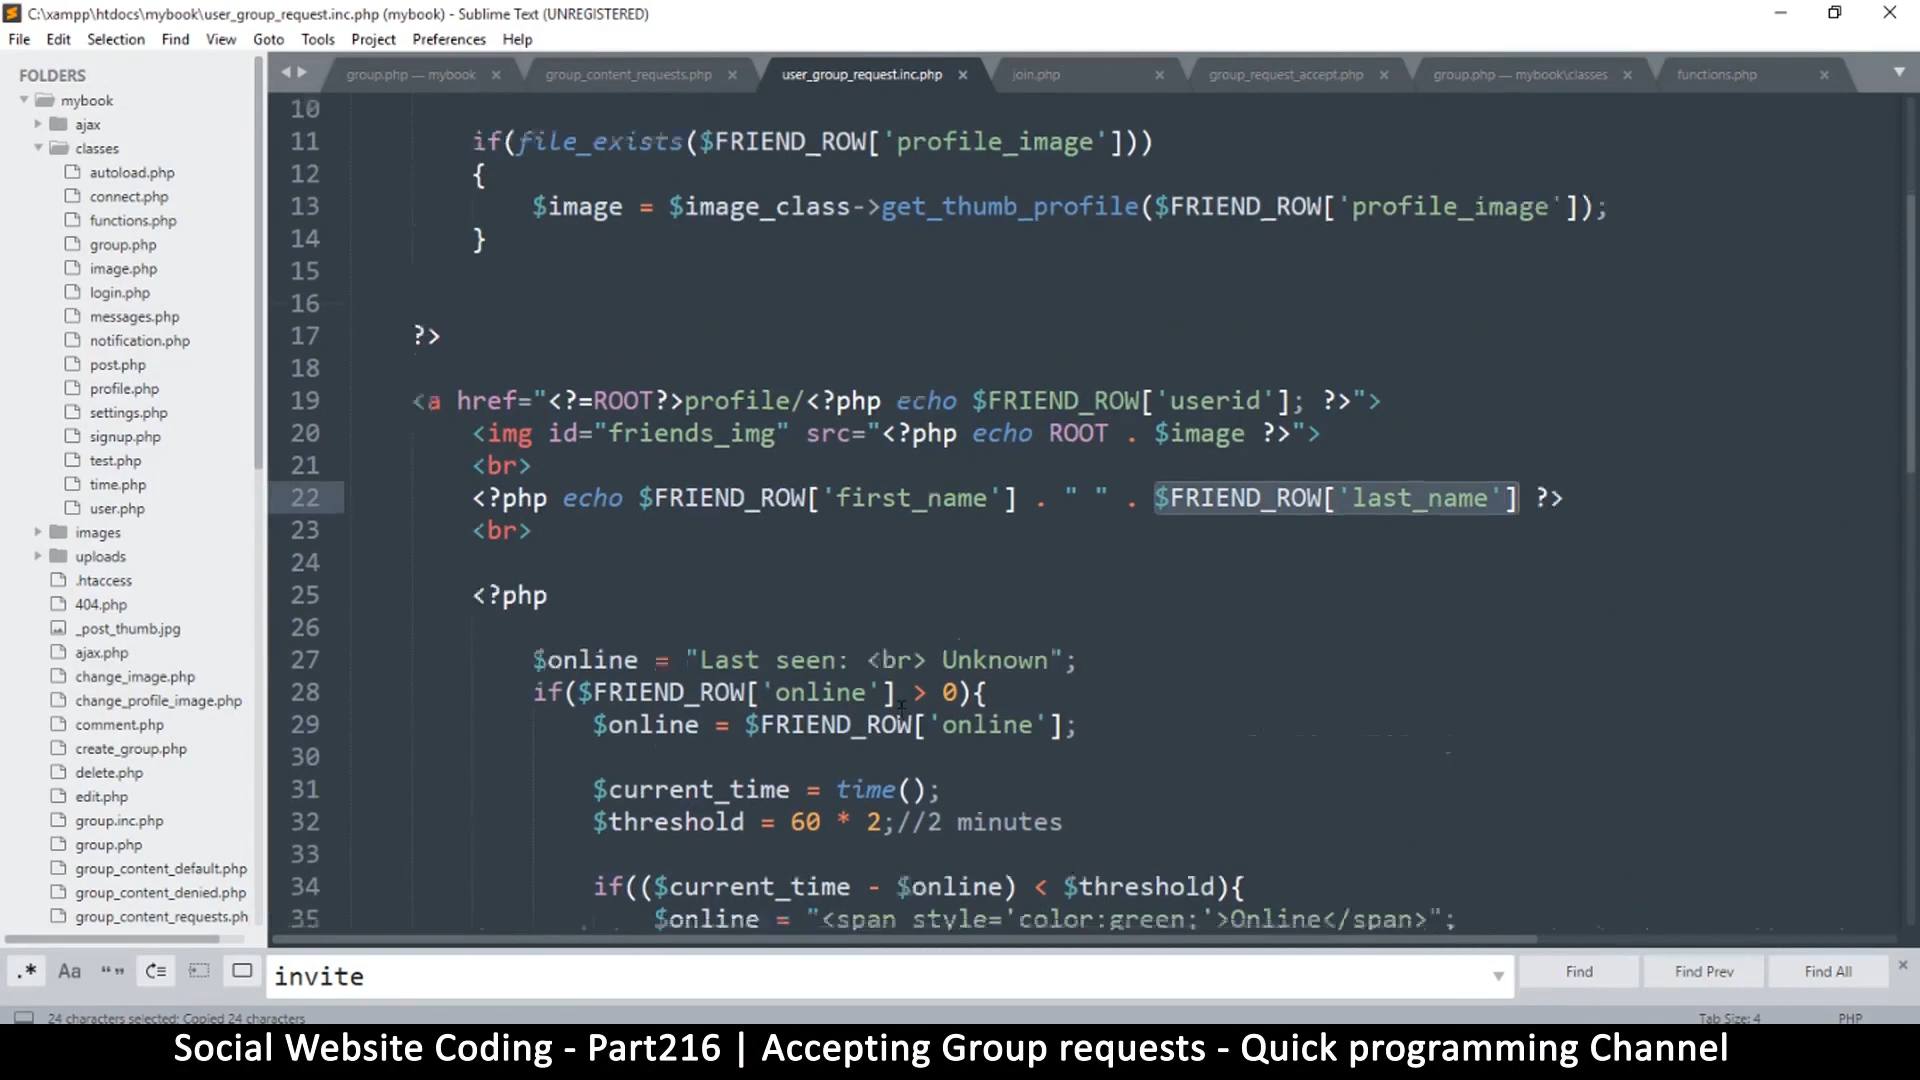 C:\xampp\htdocs\mybook\user_group_request.inc.php (mybook) - Sublime Text (UNREGISTERED)
File Edit Selection Find View Goto Tools Project Preferences Help
FOLDERS
mybook
ajax
classes
autoload.php
connect.php
functions.php
group.php
image.php
login.php
messages.php
notification.php
post.php
profile.php
settings.php
signup.php
test.php
time.php
user.php
images
uploads
.htaccess
404.php
_post_thumb.jpg
ajax.php
change_image.php
change_profile_image.php
comment.php
create_group.php
delete.php
edit.php
group.inc.php
group.php
group_content_default.php
group_content_denied.php
group_content_requests.ph
group.php — mybook group_content_requests.php user_group_request.inc.php join.php group_request_accept.php group.php — mybook\classes functions.php
10
11 if(file_exists($FRIEND_ROW['profile_image']))
12 {
13 $image = $image_class->get_thumb_profile($FRIEND_ROW['profile_image']);
14 }
15
16
17 ?>
18
19 <a href="<?=ROOT?>profile/<?php echo $FRIEND_ROW['userid']; ?>">
20 <img id="friends_img" src="<?php echo ROOT . $image ?>">
21 <br>
22 <?php echo $FRIEND_ROW['first_name'] . " " . $FRIEND_ROW['last_name'] ?>
23 <br>
24
25 <?php
26
27 $online = "Last seen: <br> Unknown";
28 if($FRIEND_ROW['online'] > 0){
29 $online = $FRIEND_ROW['online'];
30
31 $current_time = time();
32 $threshold = 60 * 2;//2 minutes
33
34 if(($current_time - $online) < $threshold){
35 $online = "<span style='color:green;'>Online</span>";
.* Aa “” invite Find Find Prev Find All
24 characters selected; Copied 24 characters Tab Size: 4 PHP
Social Website Coding - Part216 | Accepting Group requests - Quick programming Channel